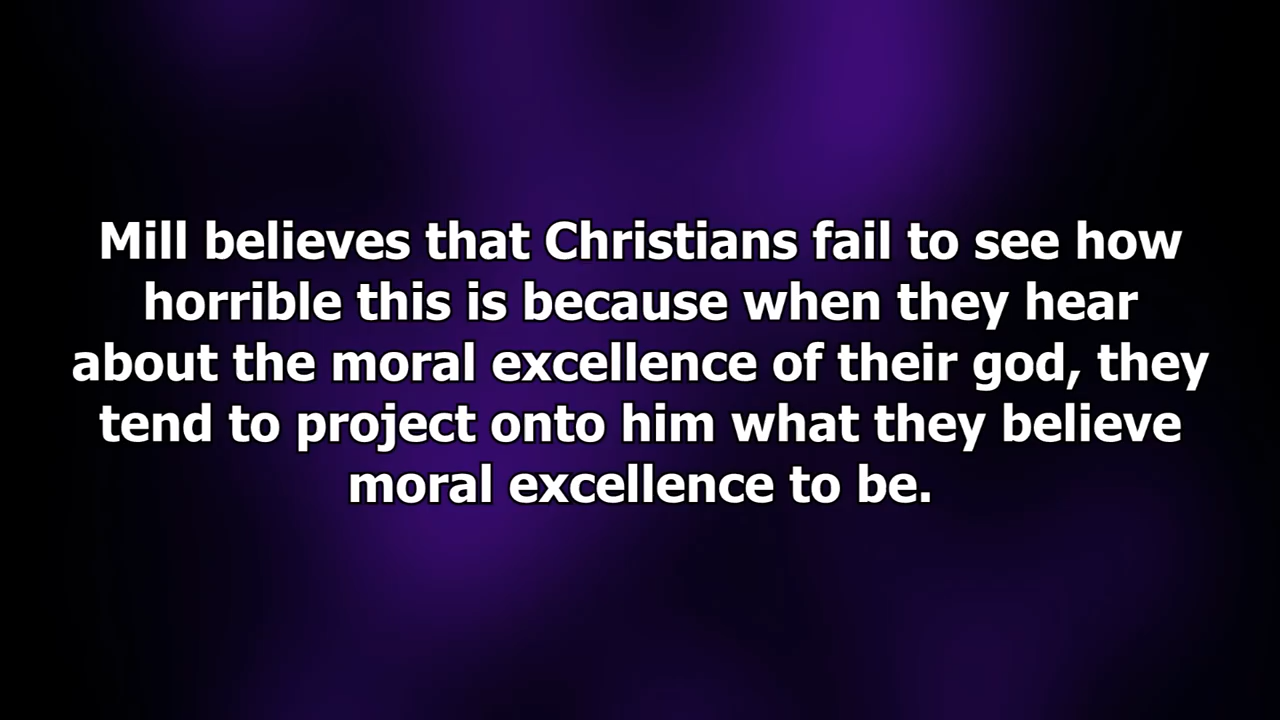 Mill believes that Christians fail to see how
horrible this is because when they hear
about the moral excellence of their god, they
tend to project onto him what they believe
moral excellence to be.